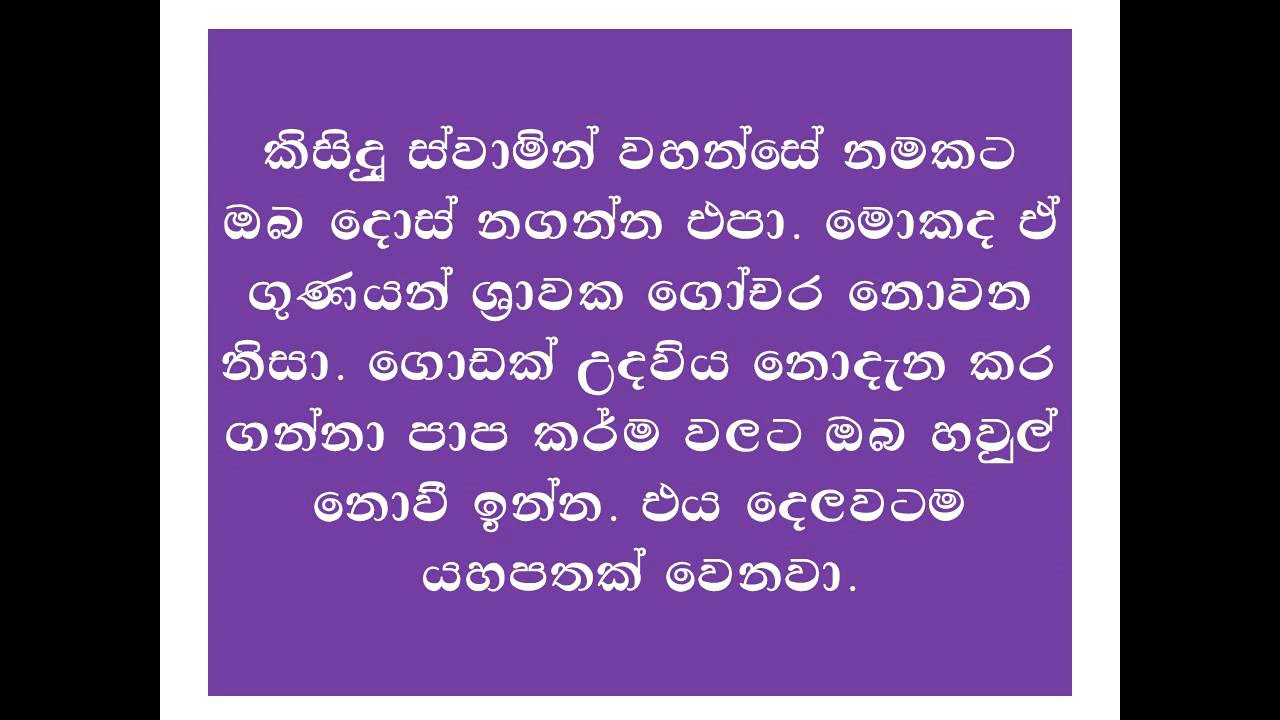 කිසිදු ස්වාමින් වහන්සේ නමකට
ඔබ දොස් නගන්න එපා. මොකද ඒ
ගුණයන් ශ්‍රාවක ගෝචර නොවන
නිසා. ගොඩක් උදව්ය නොදැන කර
ගන්නා පාප කර්ම වලට ඔබ හවුල්
නොවී ඉන්න. එය දෙලවටම
යහපතක් වෙනවා.